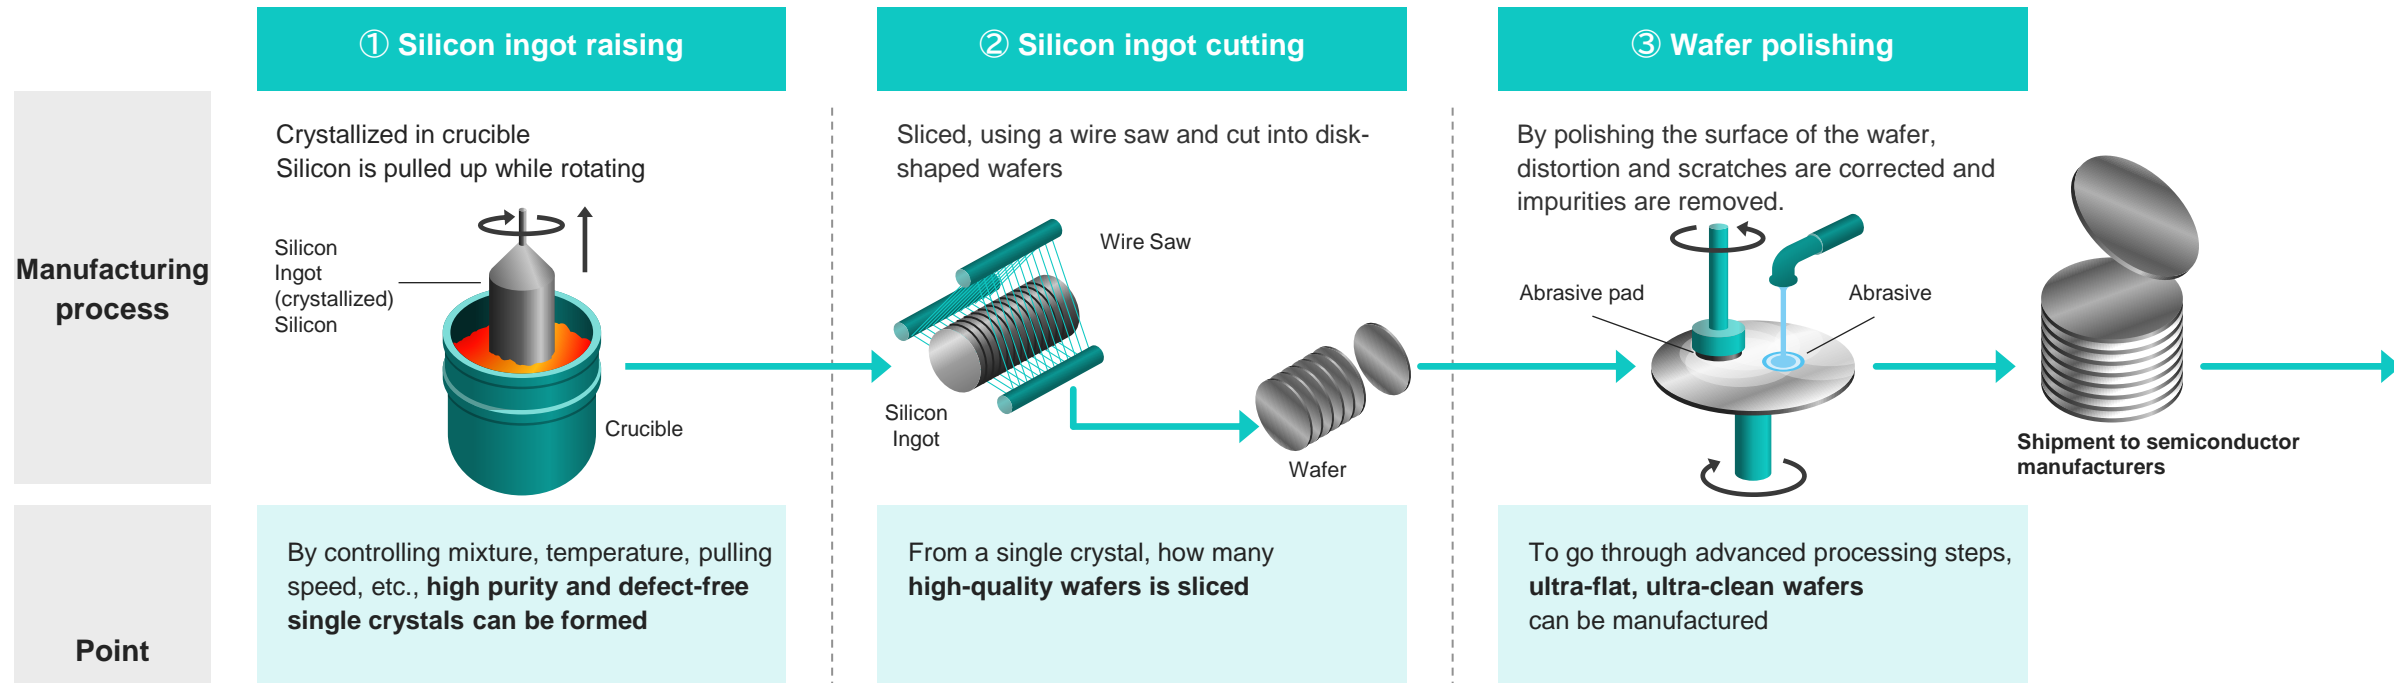 ① Silicon ingot raising
② Silicon ingot cutting
③ Wafer polishing
Manufacturing
process
Crystallized in crucible
Silicon is pulled up while rotating
Silicon
Ingot
(crystallized)
Silicon
Crucible
Sliced, using a wire saw and cut into disk-
shaped wafers
Wire Saw
Silicon
Ingot
Wafer
By polishing the surface of the wafer,
distortion and scratches are corrected and
impurities are removed.
Abrasive pad
Abrasive
Shipment to semiconductor
manufacturers
Point
By controlling mixture, temperature, pulling
speed, etc., high purity and defect-free
single crystals can be formed
From a single crystal, how many
high-quality wafers is sliced
To go through advanced processing steps,
ultra-flat, ultra-clean wafers
can be manufactured